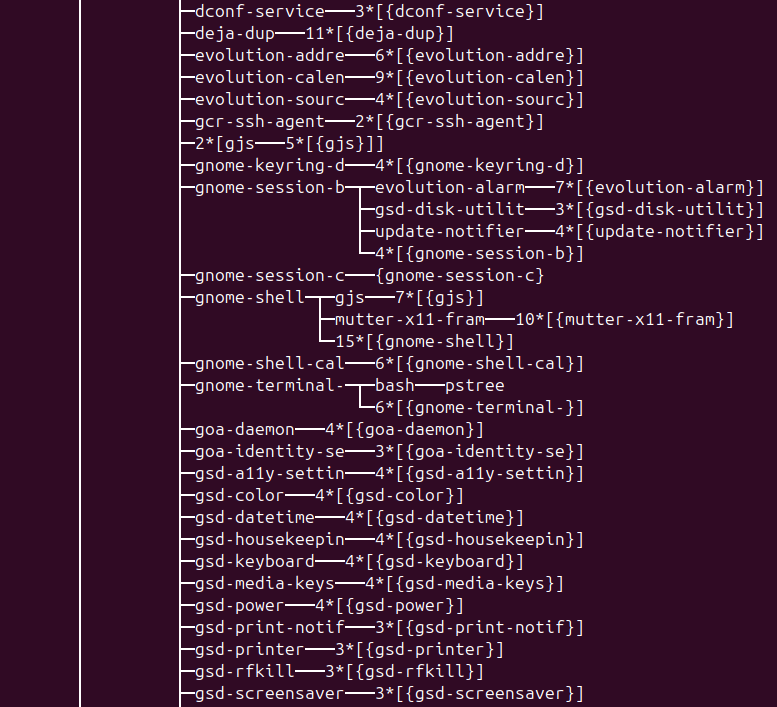 ├─dconf-service───3*[{dconf-service}]
├─deja-dup───11*[{deja-dup}]
├─evolution-addre───6*[{evolution-addre}]
├─evolution-calen───9*[{evolution-calen}]
├─evolution-sourc───4*[{evolution-sourc}]
├─gcr-ssh-agent───2*[{gcr-ssh-agent}]
├─2*[gjs───5*[{gjs}]]
├─gnome-keyring-d───4*[{gnome-keyring-d}]
├─gnome-session-b─┬─evolution-alarm───7*[{evolution-alarm}]
│                 ├─gsd-disk-utilit───3*[{gsd-disk-utilit}]
│                 ├─update-notifier───4*[{update-notifier}]
│                 └─4*[{gnome-session-b}]
├─gnome-session-c───{gnome-session-c}
├─gnome-shell─┬─gjs───7*[{gjs}]
│             ├─mutter-x11-fram───10*[{mutter-x11-fram}]
│             └─15*[{gnome-shell}]
├─gnome-shell-cal───6*[{gnome-shell-cal}]
├─gnome-terminal-─┬─bash───pstree
│                 └─6*[{gnome-terminal-}]
├─goa-daemon───4*[{goa-daemon}]
├─goa-identity-se───3*[{goa-identity-se}]
├─gsd-a11y-settin───4*[{gsd-a11y-settin}]
├─gsd-color───4*[{gsd-color}]
├─gsd-datetime───4*[{gsd-datetime}]
├─gsd-housekeepin───4*[{gsd-housekeepin}]
├─gsd-keyboard───4*[{gsd-keyboard}]
├─gsd-media-keys───4*[{gsd-media-keys}]
├─gsd-power───4*[{gsd-power}]
├─gsd-print-notif───3*[{gsd-print-notif}]
├─gsd-printer───3*[{gsd-printer}]
├─gsd-rfkill───3*[{gsd-rfkill}]
├─gsd-screensaver───3*[{gsd-screensaver}]